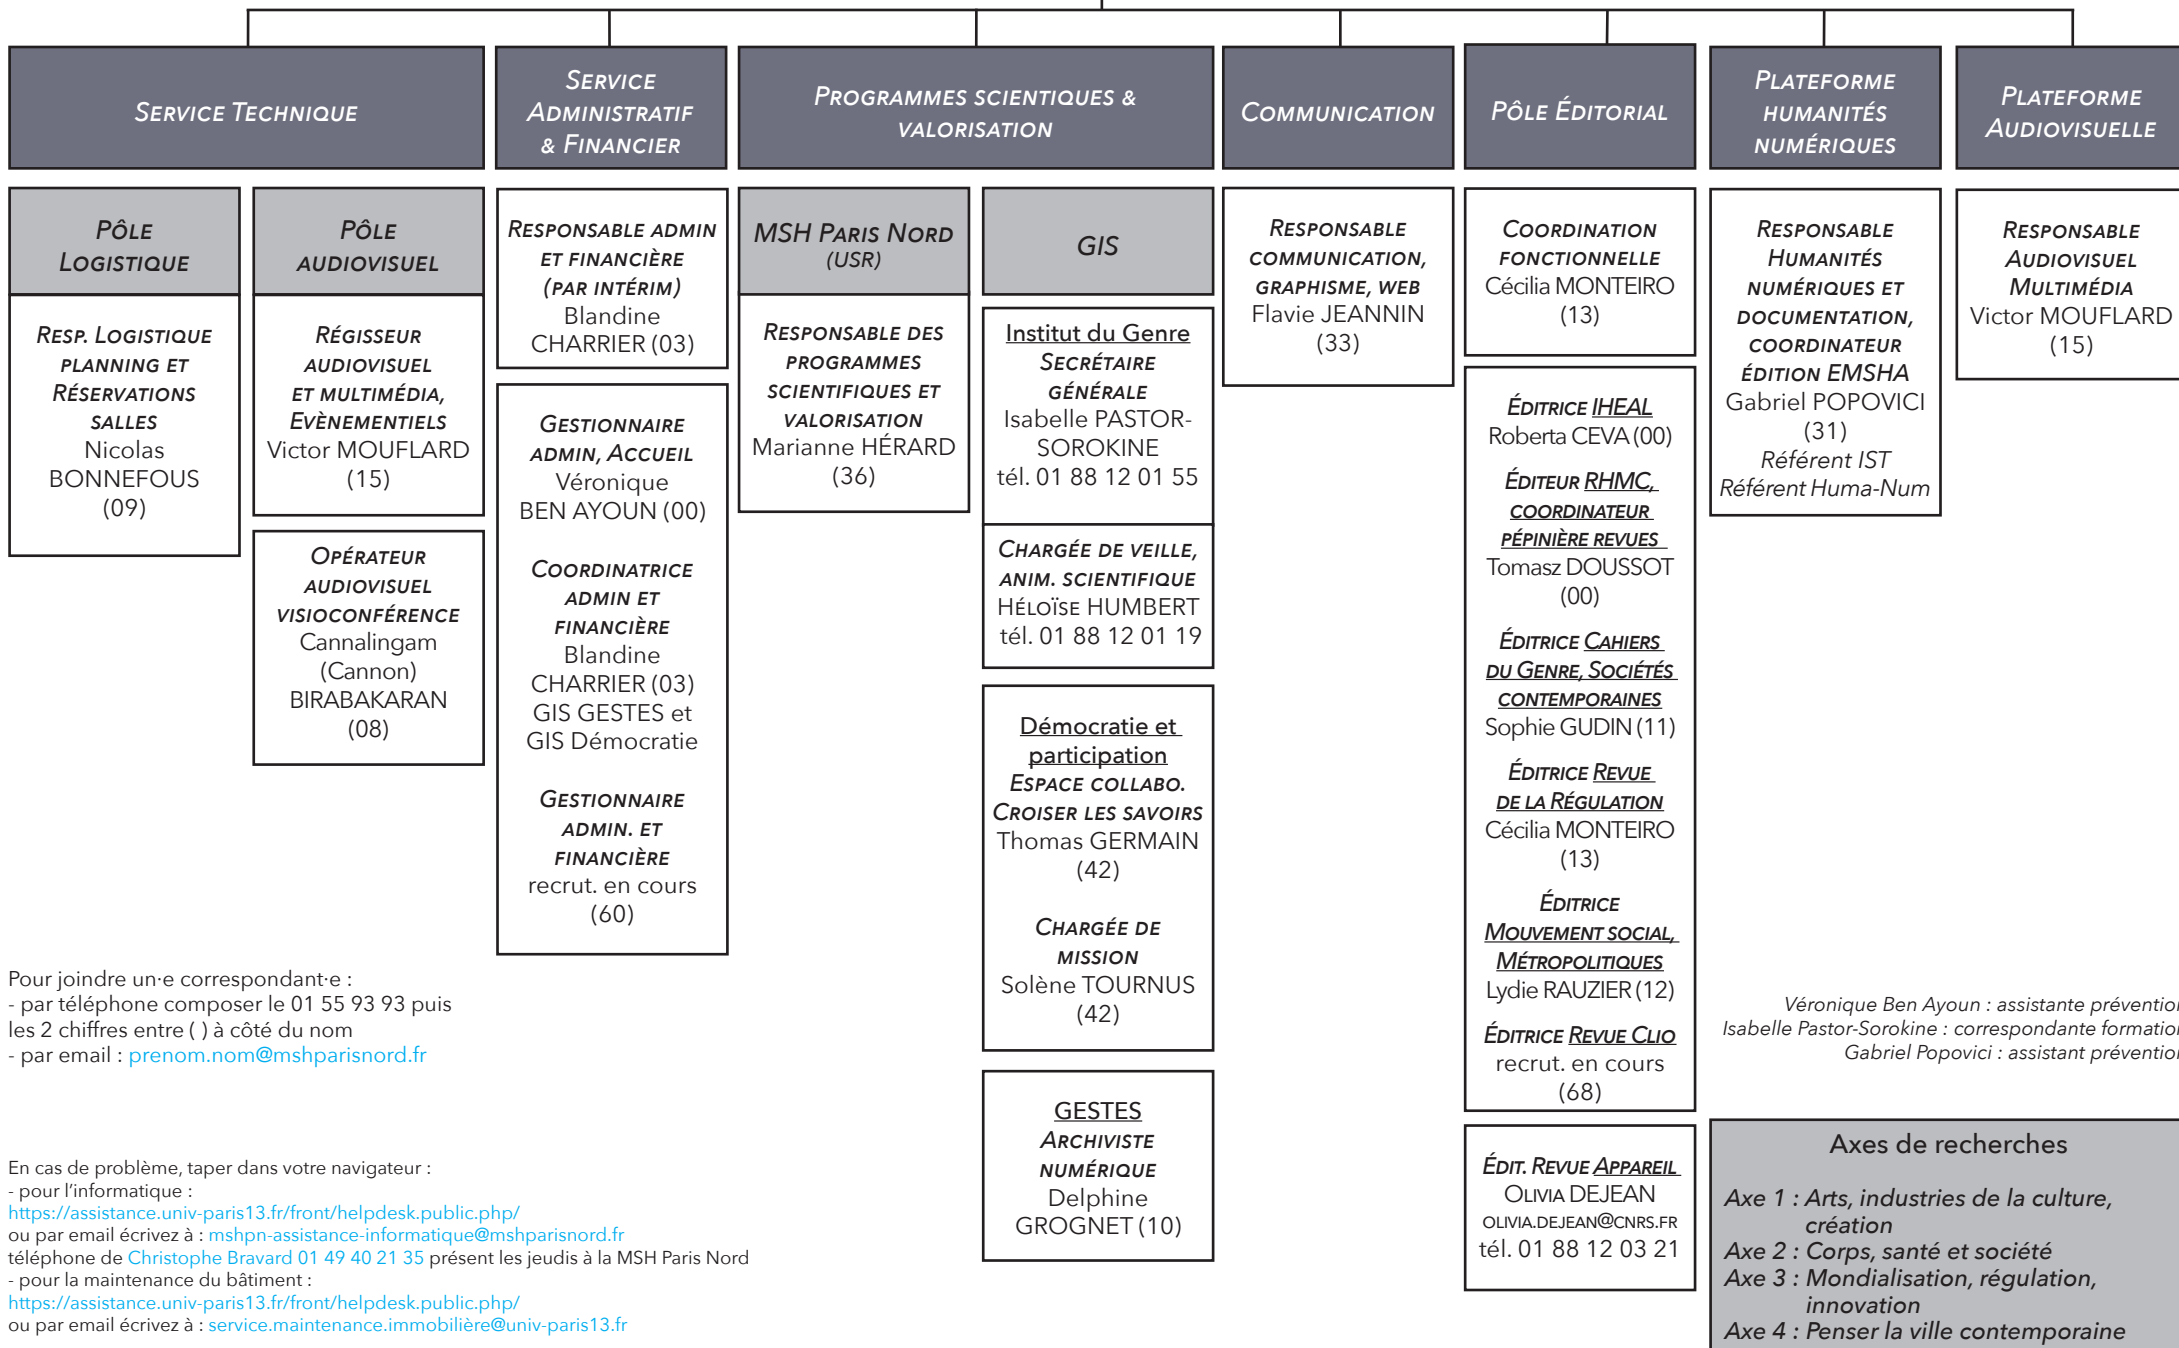 Service Technique
Service
Administratif
& Financier
Programmes scientiques &
valorisation
Communication
Pôle Éditorial
Plateforme
humanités
numériques
Plateforme
Audiovisuelle
Pôle
Logistique
Resp. Logistique
planning et
Réservations
salles
Nicolas
BONNEFOUS
(09)
Pôle
audiovisuel
Régisseur
audiovisuel
et multimédia,
Evènementiels
Victor MOUFLARD
(15)
Opérateur
audiovisuel
visioconférence
Cannalingam
(Cannon)
BIRABAKARAN
(08)
Responsable admin
et financière
(par intérim)
Blandine
CHARRIER (03)
Gestionnaire
admin, Accueil
Véronique
BEN AYOUN (00)
Coordinatrice
admin et
financière
Blandine
CHARRIER (03)
GIS GESTES et
GIS Démocratie
Gestionnaire
admin. et
financière
recrut. en cours
(60)
MSH Paris Nord
(USR)
Responsable des
programmes
scientifiques et
valorisation
Marianne HÉRARD
(36)
GIS
Institut du Genre
Secrétaire
générale
Isabelle PASTOR-
SOROKINE
tél. 01 88 12 01 55
Chargée de veille,
anim. scientifique
Héloïse HUMBERT
tél. 01 88 12 01 19
Démocratie et
participation
Espace collabo.
Croiser les savoirs
Thomas GERMAIN
(42)
Chargée de
mission
Solène TOURNUS
(42)
GESTES
Archiviste
numérique
Delphine
GROGNET (10)
Responsable
communication,
graphisme, web
Flavie JEANNIN
(33)
Coordination
fonctionnelle
Cécilia MONTEIRO
(13)
Éditrice IHEAL
Roberta CEVA (00)
Éditeur RHMC,
coordinateur
pépinière revues
Tomasz DOUSSOT
(00)
Éditrice Cahiers
du Genre, Sociétés
contemporaines
Sophie GUDIN (11)
Éditrice Revue
de la Régulation
Cécilia MONTEIRO
(13)
Éditrice
Mouvement social,
Métropolitiques
Lydie RAUZIER (12)
Éditrice Revue Clio
recrut. en cours
(68)
Édit. Revue Appareil
Olivia DEJEAN
olivia.dejean@cnrs.fr
tél. 01 88 12 03 21
Responsable
Humanités
numériques et
documentation,
coordinateur
édition EMSHA
Gabriel POPOVICI
(31)
Référent IST
Référent Huma-Num
Responsable
Audiovisuel
Multimédia
Victor MOUFLARD
(15)
Pour joindre un·e correspondant·e :
- par téléphone composer le 01 55 93 93 puis
les 2 chiffres entre ( ) à côté du nom
- par email : prenom.nom@mshparisnord.fr
En cas de problème, taper dans votre navigateur :
- pour l'informatique :
https://assistance.univ-paris13.fr/front/helpdesk.public.php/
ou par email écrivez à : mshpn-assistance-informatique@mshparisnord.fr
téléphone de Christophe Bravard 01 49 40 21 35 présent les jeudis à la MSH Paris Nord
- pour la maintenance du bâtiment :
https://assistance.univ-paris13.fr/front/helpdesk.public.php/
ou par email écrivez à : service.maintenance.immobilière@univ-paris13.fr
Véronique Ben Ayoun : assistante prévention
Isabelle Pastor-Sorokine : correspondante formation
Gabriel Popovici : assistant prévention
Axes de recherches
Axe 1 : Arts, industries de la culture,
création
Axe 2 : Corps, santé et société
Axe 3 : Mondialisation, régulation,
innovation
Axe 4 : Penser la ville contemporaine